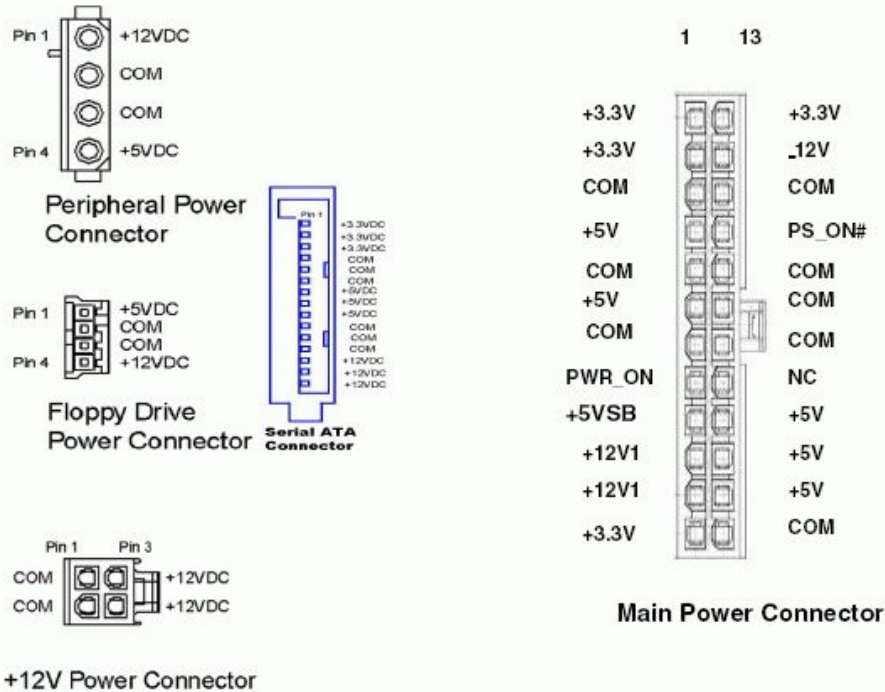 Pin 1 +12VDC
COM
COM
Pin 4 +5VDC
Peripheral Power
Connector
Pin 1 +5VDC
COM
COM
Pin 4 +12VDC
Floppy Drive
Power Connector
Pin 1
+3.3VDC
+3.3VDC
+3.3VDC
COM
COM
COM
+5VDC
+5VDC
+5VDC
COM
COM
COM
+12VDC
+12VDC
+12VDC
Serial ATA
Connector
Pin 1 Pin 3
COM +12VDC
COM +12VDC
+12V Power Connector
1 13
+3.3V +3.3V
+3.3V -12V
COM COM
+5V PS_ON#
COM COM
+5V COM
COM COM
PWR_ON NC
+5VSB +5V
+12V1 +5V
+12V1 +5V
+3.3V COM
Main Power Connector